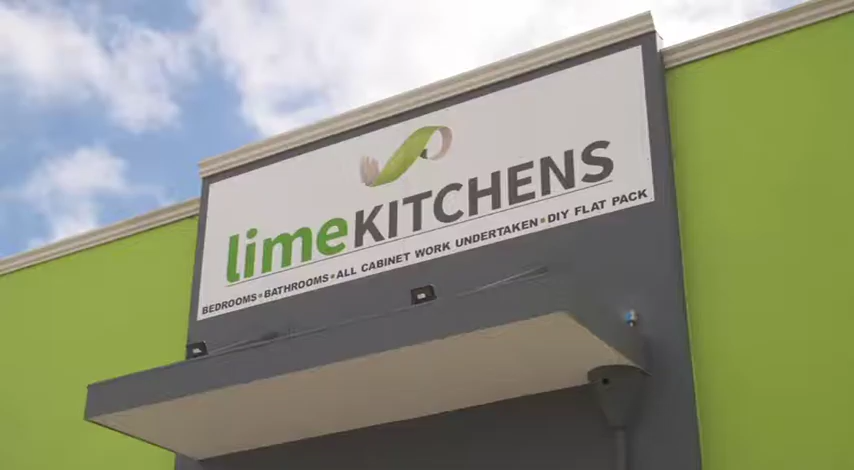 limeKITCHENS
BEDROOMS • BATHROOMS • ALL CABINET WORK UNDERTAKEN • DIY FLAT PACK